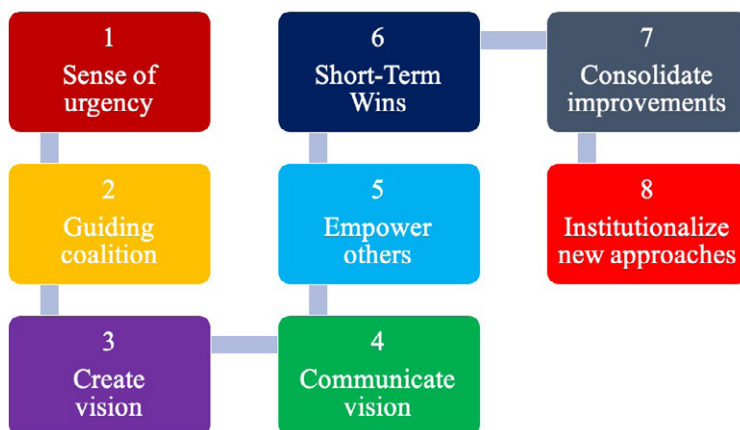 1
Sense of
urgency
2
Guiding
coalition
3
Create
vision
4
Communicate
vision
5
Empower
others
6
Short-Term
Wins
7
Consolidate
improvements
8
Institutionalize
new approaches